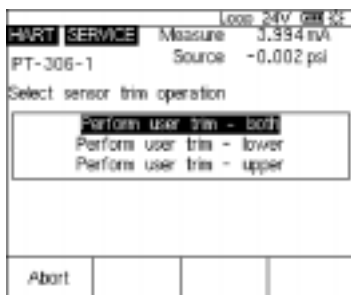 Loop 24V
HART SERVICE Measure 3.994 mA
PT-306-1 Source -0.002 psi
Select sensor trim operation
Perform user trim - both
Perform user trim - lower
Perform user trim - upper
Abort